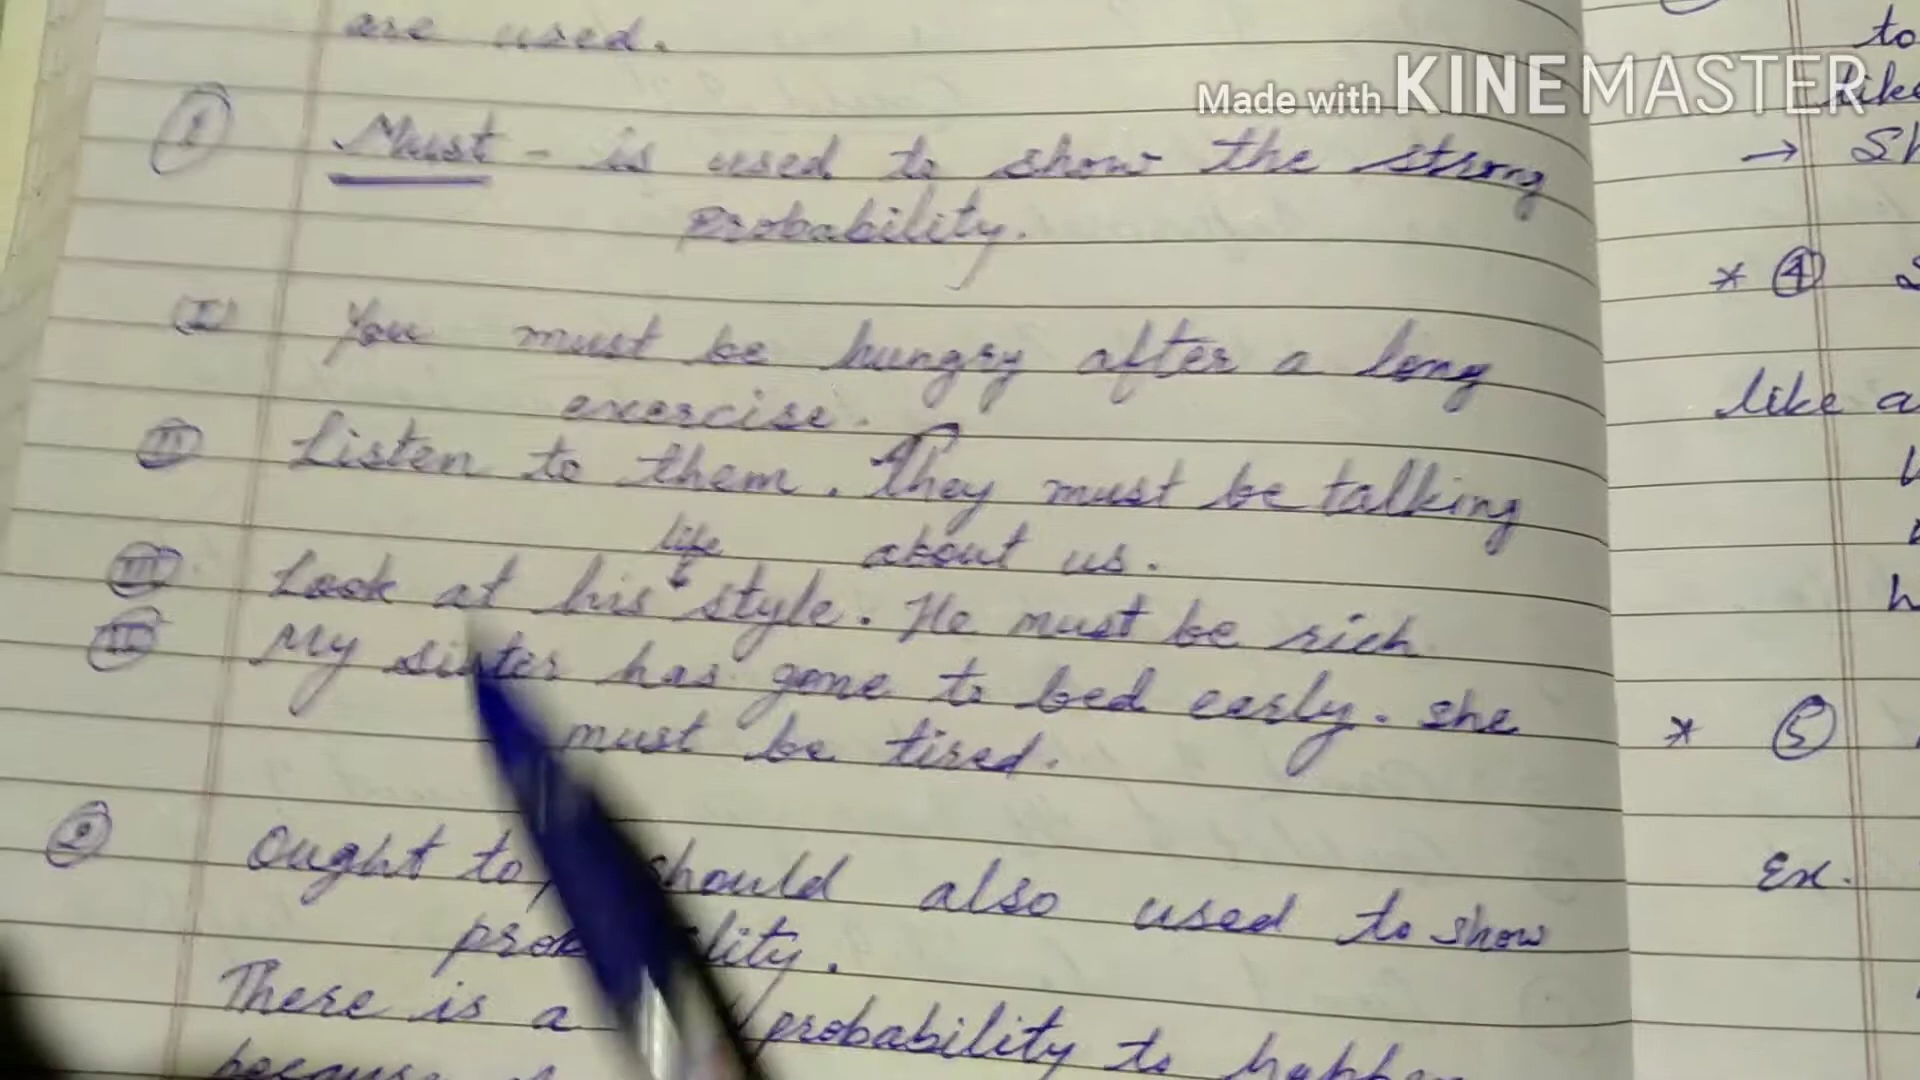 are used.
Made with KINEMASTER
① Must - is used to show the strong
probability.
(I) You must be hungry after a long
exercise.
(II) Listen to them. They must be talking
about us.
life
(III) Look at his style. He must be rich
My sister has gone to bed early. She
must be tired.
② Ought to should also used to show
There is a probability to happen
because
to
like
→ Sh
* ④ S
like a
* ⑤
Ex.